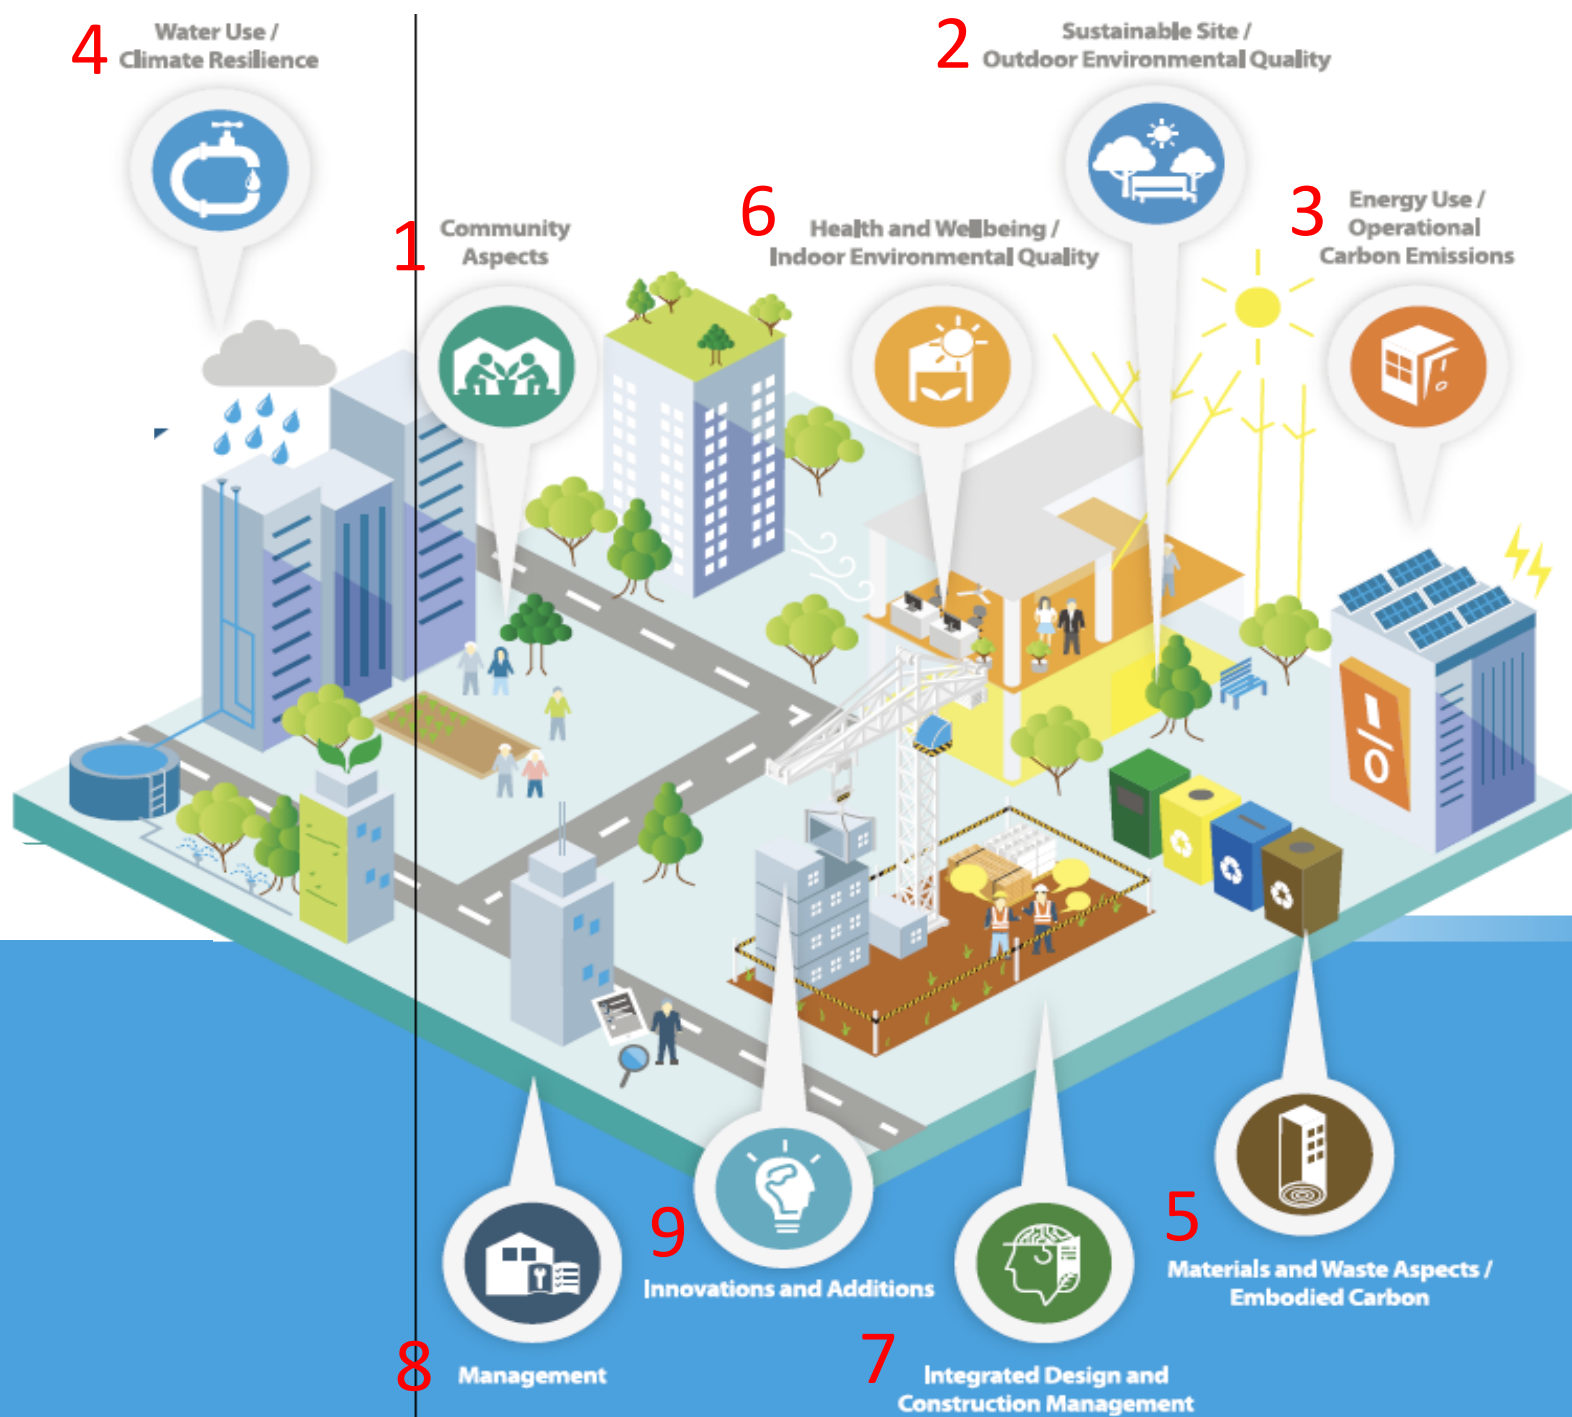 4
Water Use /
Climate Resilience
2
Sustainable Site /
Outdoor Environmental Quality
1
Community
Aspects
6
Health and Wellbeing /
Indoor Environmental Quality
3
Energy Use /
Operational
Carbon Emissions
I/O
5
Materials and Waste Aspects /
Embodied Carbon
9
Innovations and Additions
8
Management
7
Integrated Design and
Construction Management